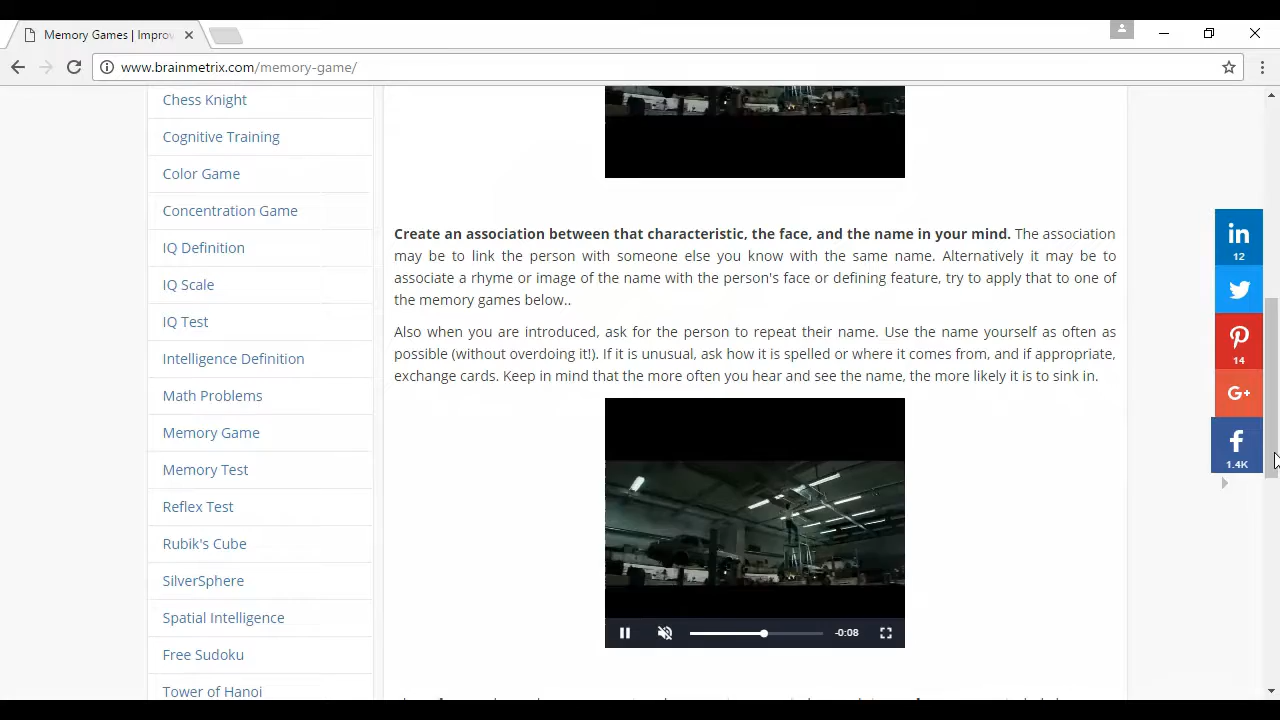 Memory Games | Improv
www.brainmetrix.com/memory-game/
Chess Knight
Cognitive Training
Color Game
Concentration Game
IQ Definition
IQ Scale
IQ Test
Intelligence Definition
Math Problems
Memory Game
Memory Test
Reflex Test
Rubik's Cube
SilverSphere
Spatial Intelligence
Free Sudoku
Tower of Hanoi
Create an association between that characteristic, the face, and the name in your mind. The association
may be to link the person with someone else you know with the same name. Alternatively it may be to
associate a rhyme or image of the name with the person's face or defining feature, try to apply that to one of
the memory games below..
Also when you are introduced, ask for the person to repeat their name. Use the name yourself as often as
possible (without overdoing it!). If it is unusual, ask how it is spelled or where it comes from, and if appropriate,
exchange cards. Keep in mind that the more often you hear and see the name, the more likely it is to sink in.
-0:08
in
12
14
G+
f
1.4K